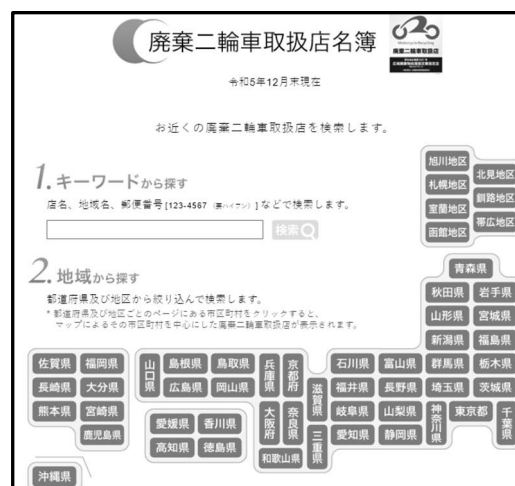 廃棄二輪車取扱店名簿
廃棄二輪車取扱店
令和5年12月末現在
お近くの廃棄二輪車取扱店を検索します。
1.キーワードから探す
店名、地域名、郵便番号[123-4567 (要ハイフン)]などで検索します。
検索
2.地域から探す
都道府県及び地区から絞り込んで検索します。
*都道府県及び地区ごとのページにある市区町村をクリックすると、
マップによるその市区町村を中心にした廃棄二輪車取扱店が表示されます。
旭川地区
北見地区
札幌地区
釧路地区
室蘭地区
帯広地区
函館地区
青森県
秋田県 岩手県
山形県 宮城県
新潟県 福島県
佐賀県 福岡県 山口県 島根県 鳥取県 兵庫県 京都府 石川県 富山県 群馬県 栃木県
長崎県 大分県 広島県 岡山県 滋賀県 福井県 長野県 埼玉県 茨城県
熊本県 宮崎県 愛媛県 香川県 大阪府 奈良県 岐阜県 山梨県 神奈川県 東京都 千葉県
鹿児島県 高知県 徳島県 三重県 愛知県 静岡県
和歌山県
沖縄県